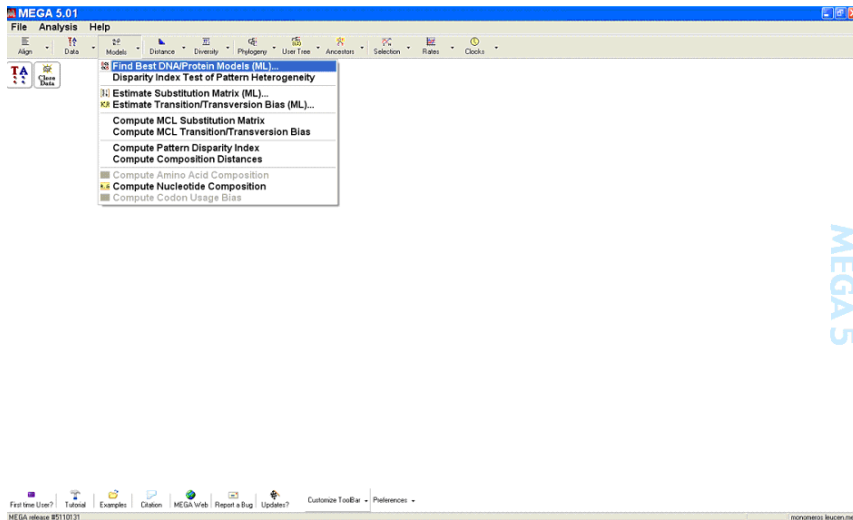 MEGA 5.01
File Analysis Help
Align Data Models Distance Diversity Phylogeny User Tree Ancestors Selection Rates Clocks
TA Close Data
Find Best DNA/Protein Models (ML)...
Disparity Index Test of Pattern Heterogeneity
Estimate Substitution Matrix (ML)...
Estimate Transition/Transversion Bias (ML)...
Compute MCL Substitution Matrix
Compute MCL Transition/Transversion Bias
Compute Pattern Disparity Index
Compute Composition Distances
Compute Amino Acid Composition
Compute Nucleotide Composition
Compute Codon Usage Bias
MEGA 5
First time User? Tutorial Examples Citation MEGA Web Report a Bug Updates? Customize ToolBar Preferences
MEGA release #5110131 monomeros leucen.me